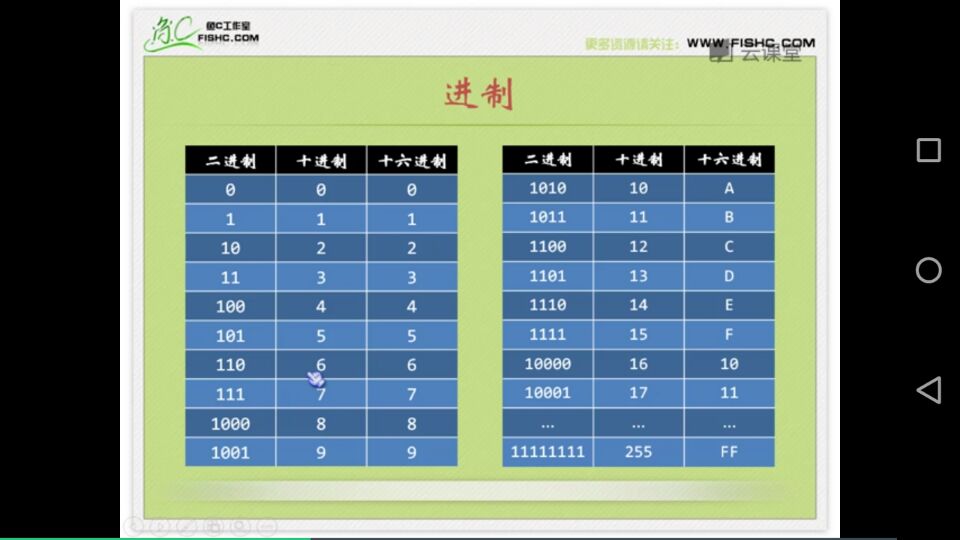 鱼C
鱼C工作室
FISHC.COM
更多资源请关注：WWW.FISHC.COM
云课堂
进制
二进制 十进制 十六进制
0 0 0
1 1 1
10 2 2
11 3 3
100 4 4
101 5 5
110 6 6
111 7 7
1000 8 8
1001 9 9
二进制 十进制 十六进制
1010 10 A
1011 11 B
1100 12 C
1101 13 D
1110 14 E
1111 15 F
10000 16 10
10001 17 11
... ... ...
11111111 255 FF